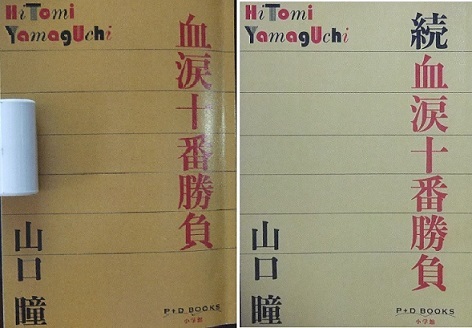 HiTomi
YamagUchi
血涙十番勝負
山口瞳
P+D BOOKS
小学館
HiTomi
YamagUchi
続血涙十番勝負
山口瞳
P+D BOOKS
小学館